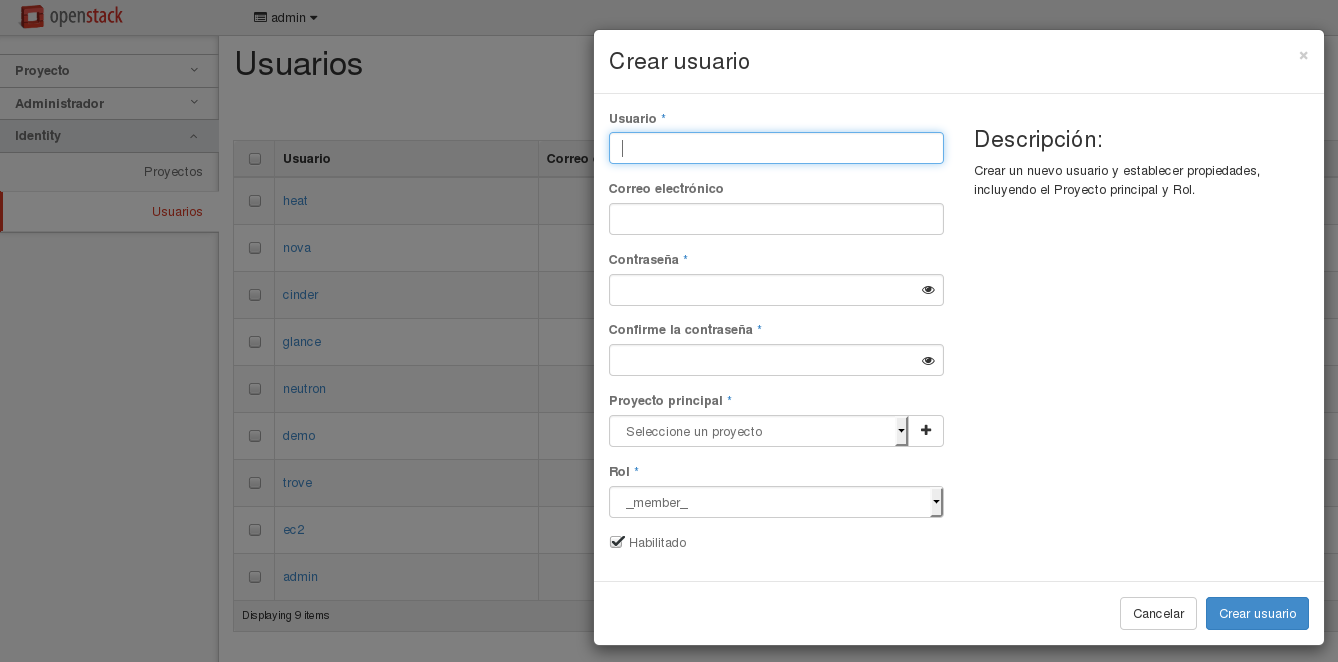 openstack
admin
Proyecto
Administrador
Identity
Proyectos
Usuarios
Usuarios
Usuario
Correo
heat
nova
cinder
glance
neutron
demo
trove
ec2
admin
Displaying 9 items
Crear usuario
×
Usuario *
Correo electrónico
Contraseña *
Confirme la contraseña *
Proyecto principal *
Seleccione un proyecto
Rol *
_member_
Habilitado
Descripción:
Crear un nuevo usuario y establecer propiedades,
incluyendo el Proyecto principal y Rol.
Cancelar
Crear usuario